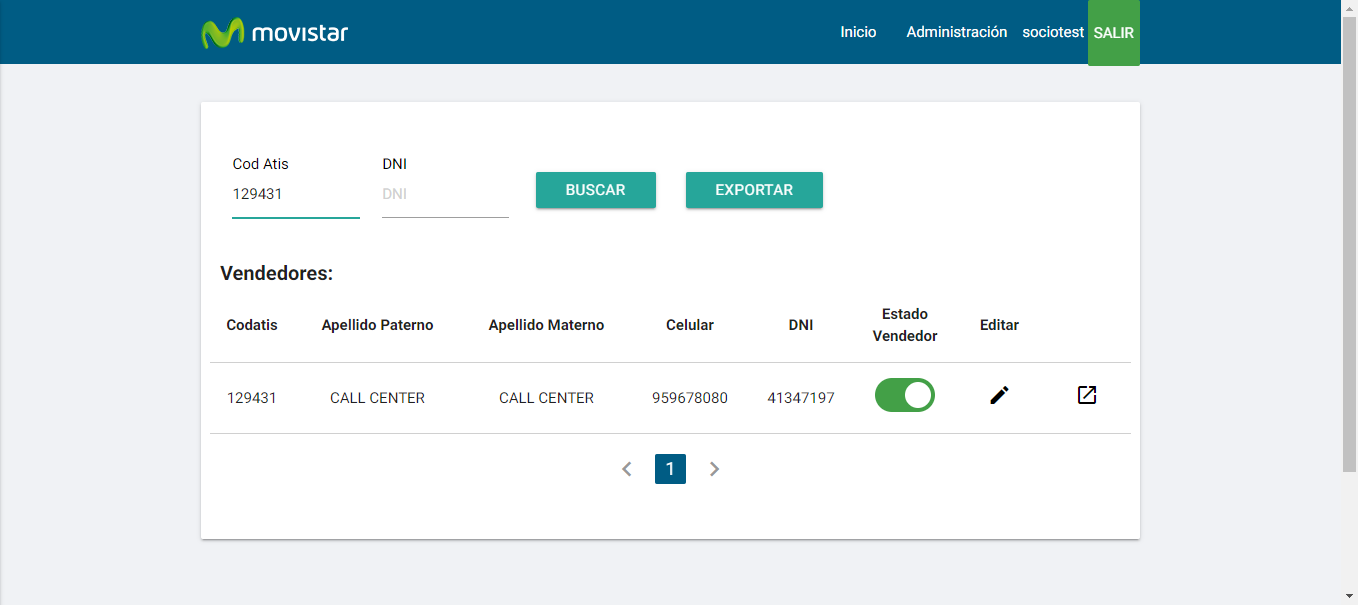 movistar
Inicio Administración sociotest SALIR
Cod Atis DNI
129431 DNI BUSCAR EXPORTAR
Vendedores:
Codatis Apellido Paterno Apellido Materno Celular DNI Estado Vendedor Editar
129431 CALL CENTER CALL CENTER 959678080 41347197
1